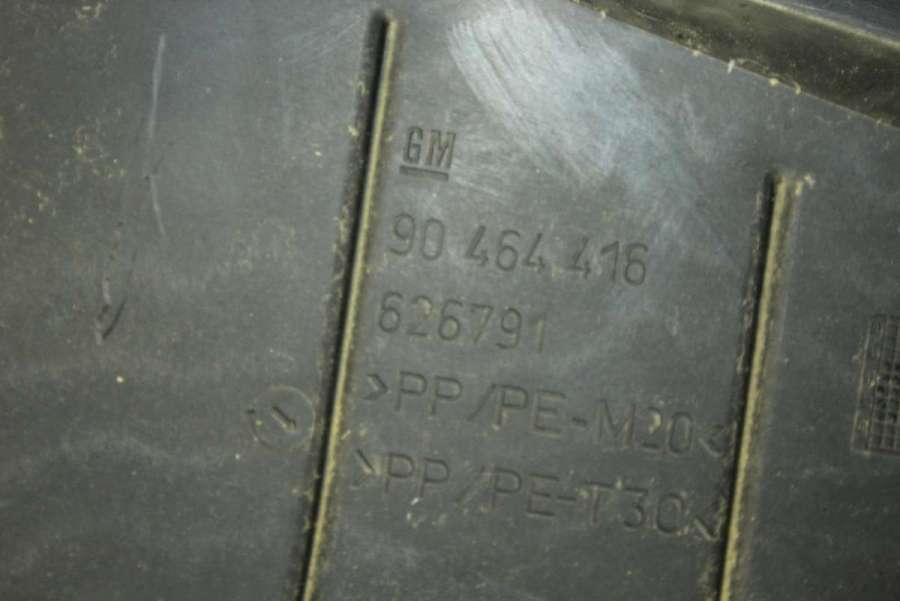 GM
90 464 416
626791
>PP/PE-M20<
>PP/PE-T30<